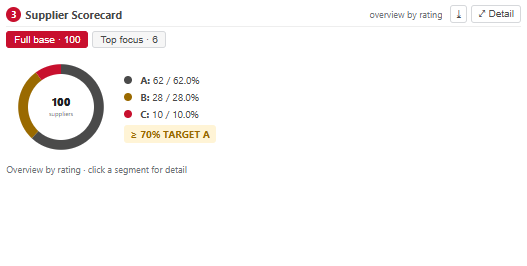 3 Supplier Scorecard
overview by rating
⤓
⤢ Detail
Full base · 100
Top focus · 6
100
suppliers
A: 62 / 62.0%
B: 28 / 28.0%
C: 10 / 10.0%
≥ 70% TARGET A
Overview by rating · click a segment for detail